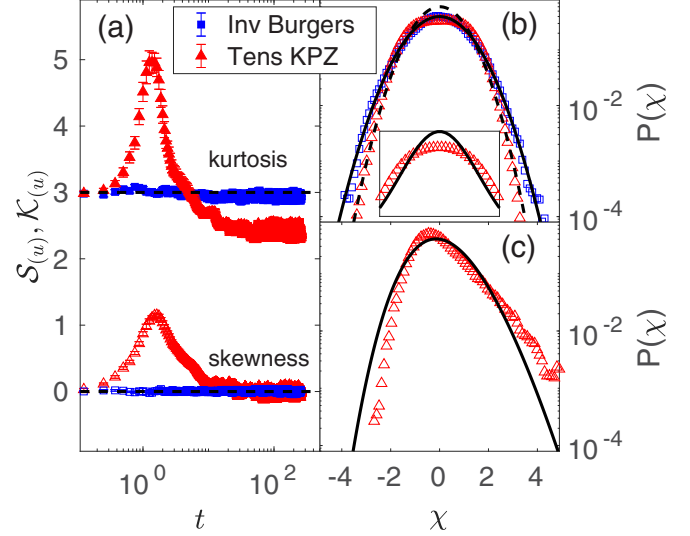 (a)
Inv Burgers
Tens KPZ
(b)
(c)
kurtosis
skewness
S(u), K(u)
5
4
3
2
1
0
10^0
10^2
t
P(χ)
10^-2
10^-4
P(χ)
10^-2
10^-4
-4
-2
0
2
4
χ